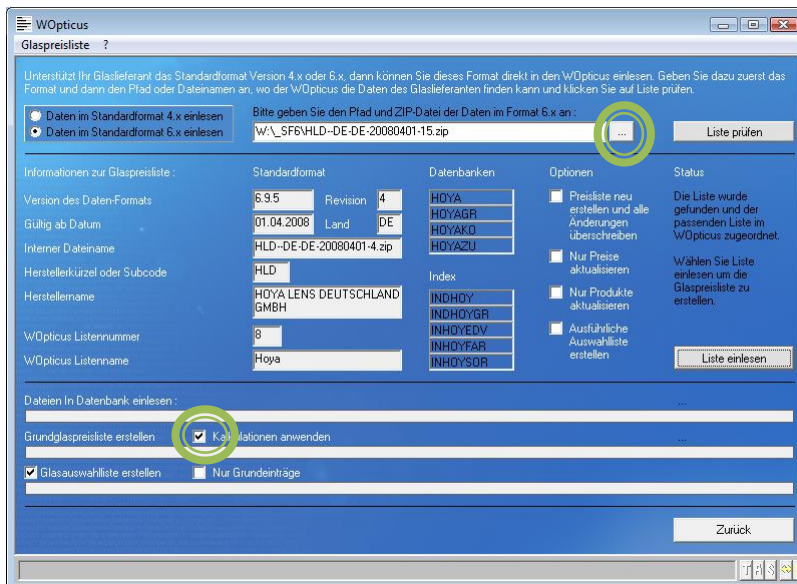 WOpticus
Glaspreisliste ?
Unterstützt Ihr Glaslieferant das Standardformat Version 4.x oder 6.x, dann können Sie dieses Format direkt in den WOpticus einlesen. Geben Sie dazu zuerst das
Format und dann den Pfad oder Dateinamen an, wo der WOpticus die Daten des Glaslieferanten finden kann und klicken Sie auf Liste prüfen.
Daten im Standardformat 4.x einlesen
Daten im Standardformat 6.x einlesen
Bitte geben Sie den Pfad und ZIP-Datei der Daten im Format 6.x an :
W:\_SF6\HLD--DE-DE-20080401-15.zip
...
Liste prüfen
Informationen zur Glaspreisliste :
Version des Daten-Formats
Gültig ab Datum
Interner Dateiname
Herstellerkürzel oder Subcode
Herstellername
WOpticus Listennummer
WOpticus Listenname
Standardformat
6.9.5 Revision 4
01.04.2008 Land DE
HLD--DE-DE-20080401-4.zip
HLD
HOYA LENS DEUTSCHLAND
GMBH
8
Hoya
Datenbanken
HOYA
HOYAGR
HOYAKO
HOYAZU
Index
INDHOY
INDHOYGR
INHOYEDV
INHOYFAR
INHOYSOR
Optionen
Preisliste neu
erstellen und alle
Änderungen
überschreiben
Nur Preise
aktualisieren
Nur Produkte
aktualisieren
Ausführliche
Auswahlliste
erstellen
Status
Die Liste wurde
gefunden und der
passenden Liste im
WOpticus zugeordnet.
Wählen Sie Liste
einlesen um die
Glaspreisliste zu
erstellen.
Liste einlesen
Dateien In Datenbank einlesen :
...
Grundglaspreisliste erstellen
Kalkulationen anwenden
...
Glasauswahlliste erstellen
Nur Grundeinträge
Zurück
T A S